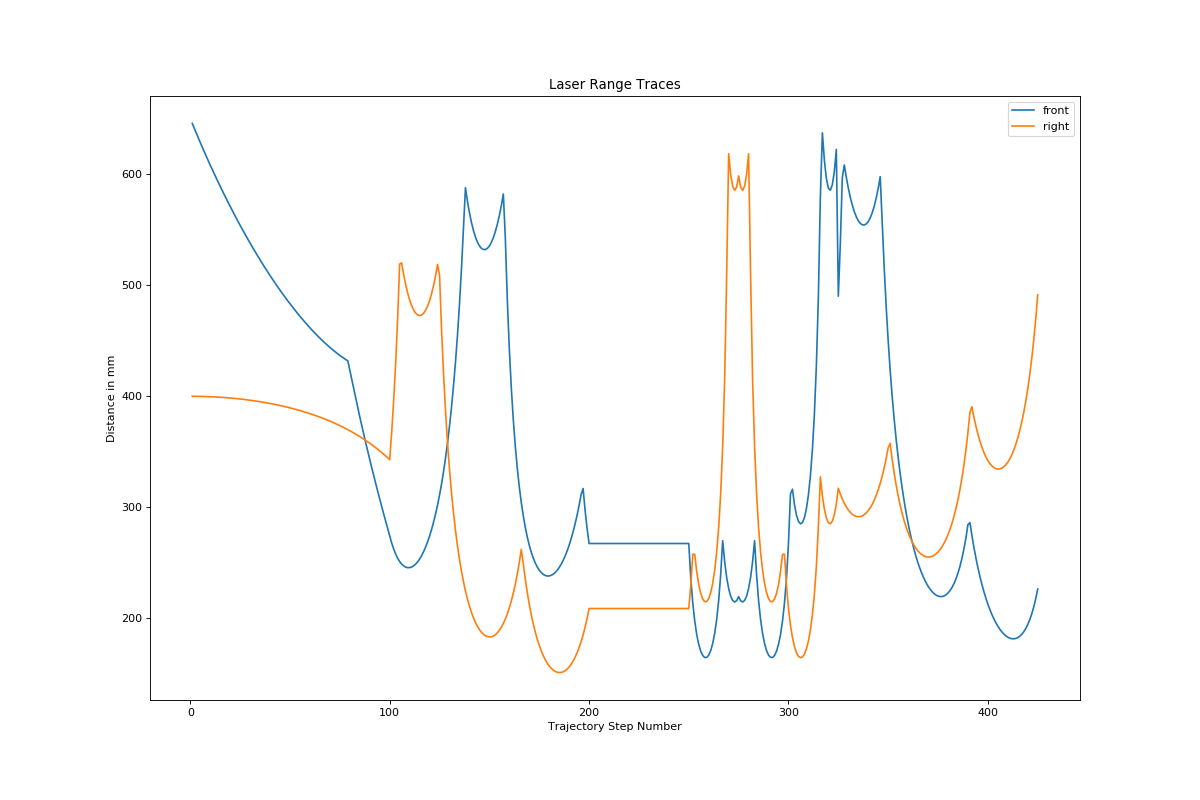 Laser Range Traces
front
right
Distance in mm
600
500
400
300
200
0 100 200 300 400
Trajectory Step Number